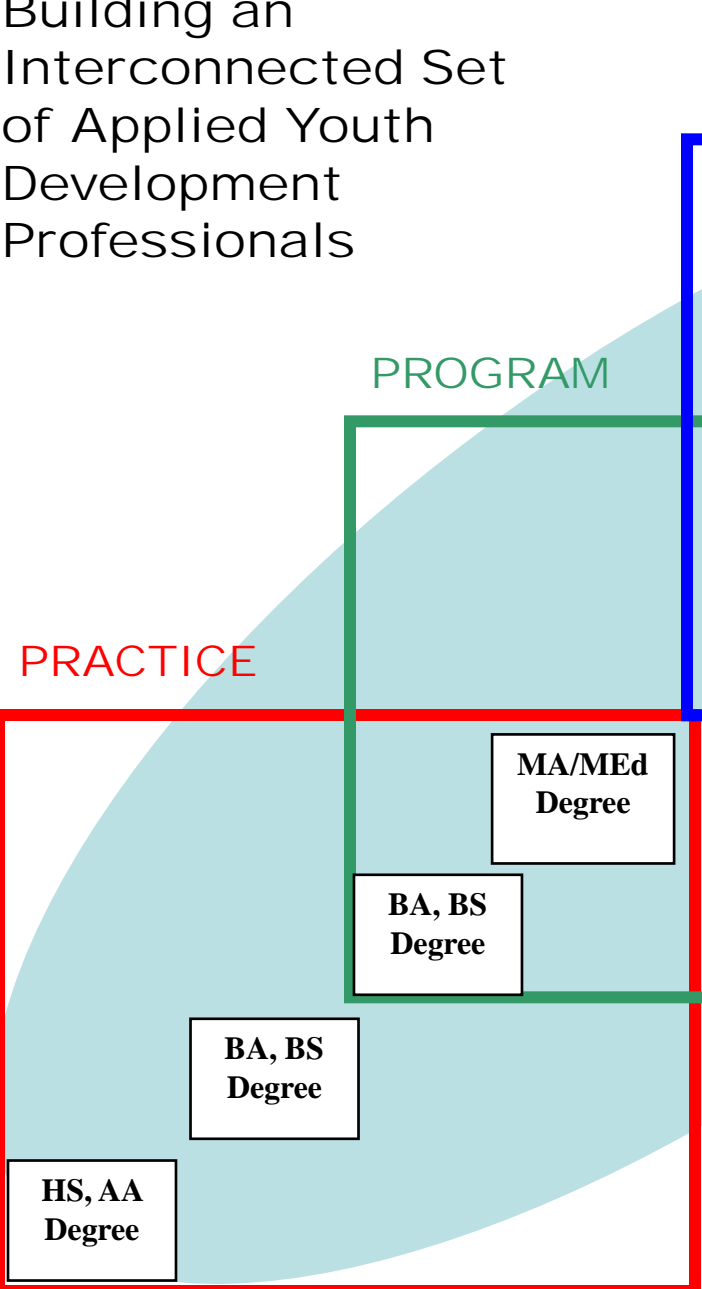 Building an
Interconnected Set
of Applied Youth
Development
Professionals
PROGRAM
PRACTICE
MA/MEd
Degree
BA, BS
Degree
BA, BS
Degree
HS, AA
Degree